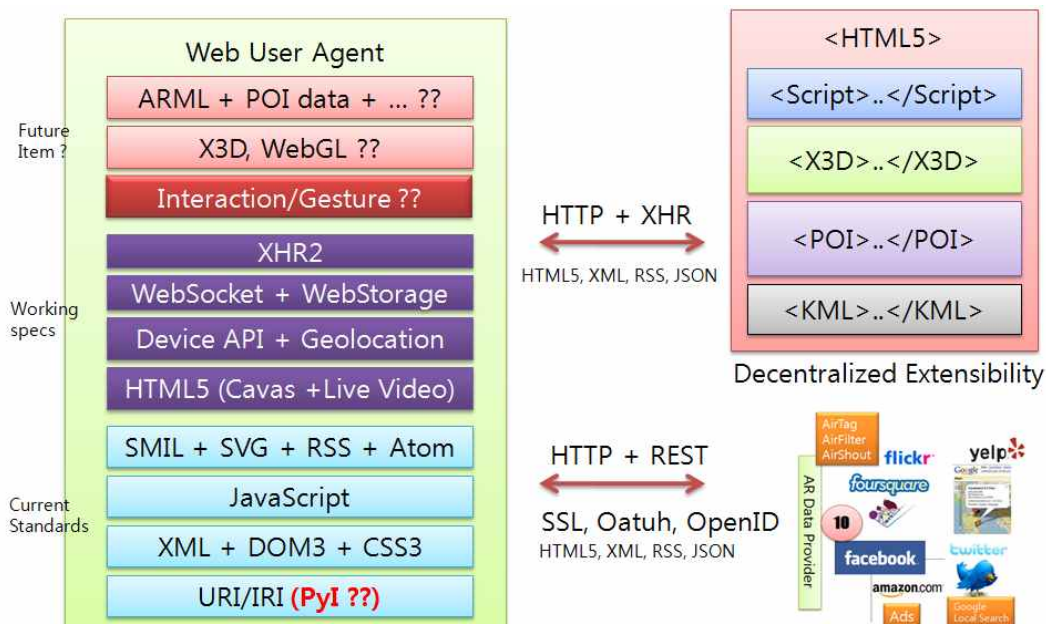 Web User Agent
ARML + POI data + ... ??
X3D, WebGL ??
Interaction/Gesture ??
Future
Item ?
XHR2
WebSocket + WebStorage
Device API + Geolocation
HTML5 (Cavas +Live Video)
Working
specs
SMIL + SVG + RSS + Atom
JavaScript
XML + DOM3 + CSS3
URI/IRI (PyI ??)
Current
Standards
HTTP + XHR
HTML5, XML, RSS, JSON
HTTP + REST
SSL, Oatuh, OpenID
HTML5, XML, RSS, JSON
<HTML5>
<Script>..</Script>
<X3D>..</X3D>
<POI>..</POI>
<KML>..</KML>
Decentralized Extensibility
AirTag
AirFilter
AirShout
flickr
yelp
Google
foursquare
AR Data Provider
10
facebook
twitter
amazon.com
Ads
Google
Local Search